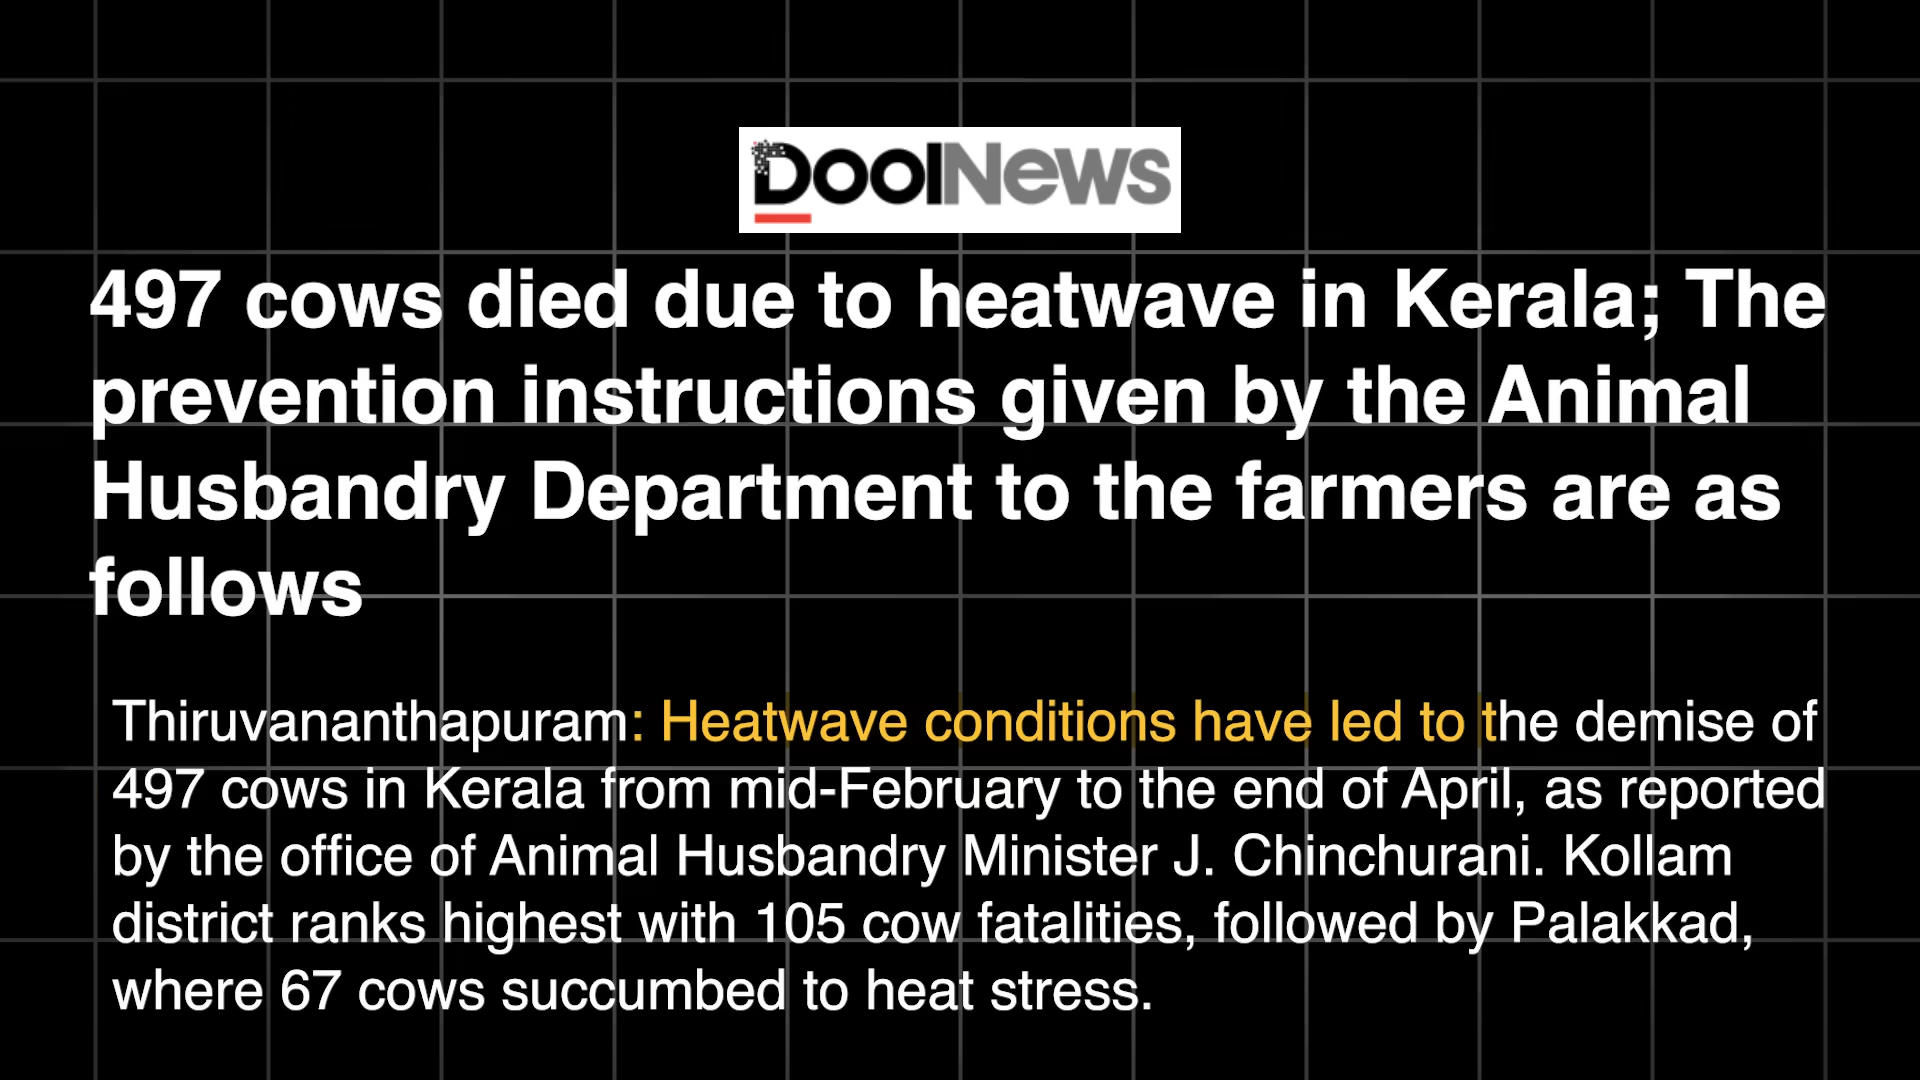 DoolNews
497 cows died due to heatwave in Kerala; The
prevention instructions given by the Animal
Husbandry Department to the farmers are as
follows
Thiruvananthapuram: Heatwave conditions have led to the demise of
497 cows in Kerala from mid-February to the end of April, as reported
by the office of Animal Husbandry Minister J. Chinchurani. Kollam
district ranks highest with 105 cow fatalities, followed by Palakkad,
where 67 cows succumbed to heat stress.